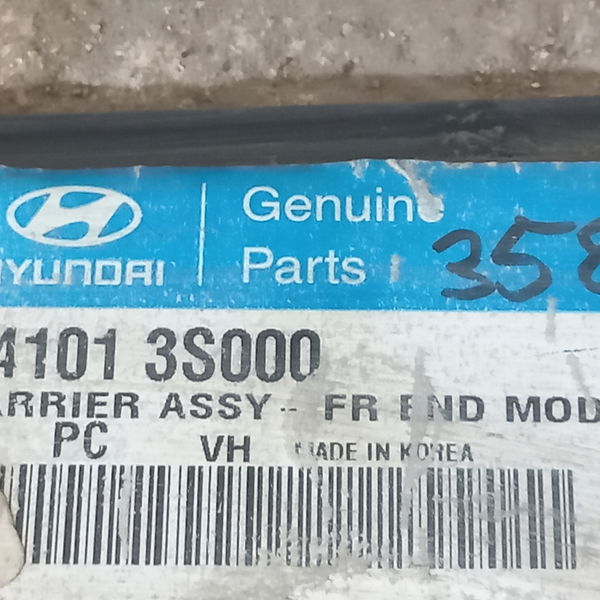 HYUNDAI
Genuine
Parts
358
4101 3S000
ARRIER ASSY - FR END MOD
PC VH MADE IN KOREA